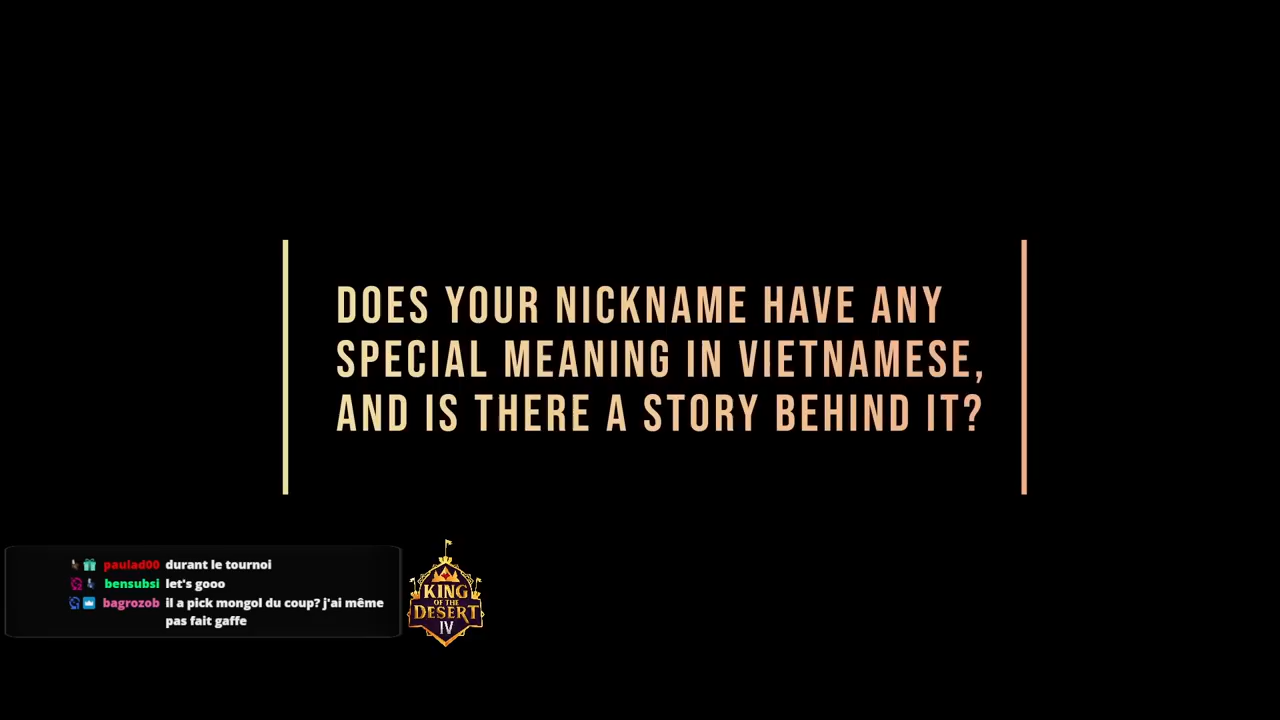 DOES YOUR NICKNAME HAVE ANY
SPECIAL MEANING IN VIETNAMESE,
AND IS THERE A STORY BEHIND IT?
paulad00 durant le tournoi
bensubsi let's gooo
bagrozob il a pick mongol du coup? j'ai même
pas fait gaffe
KING
OF THE
DESERT
IV